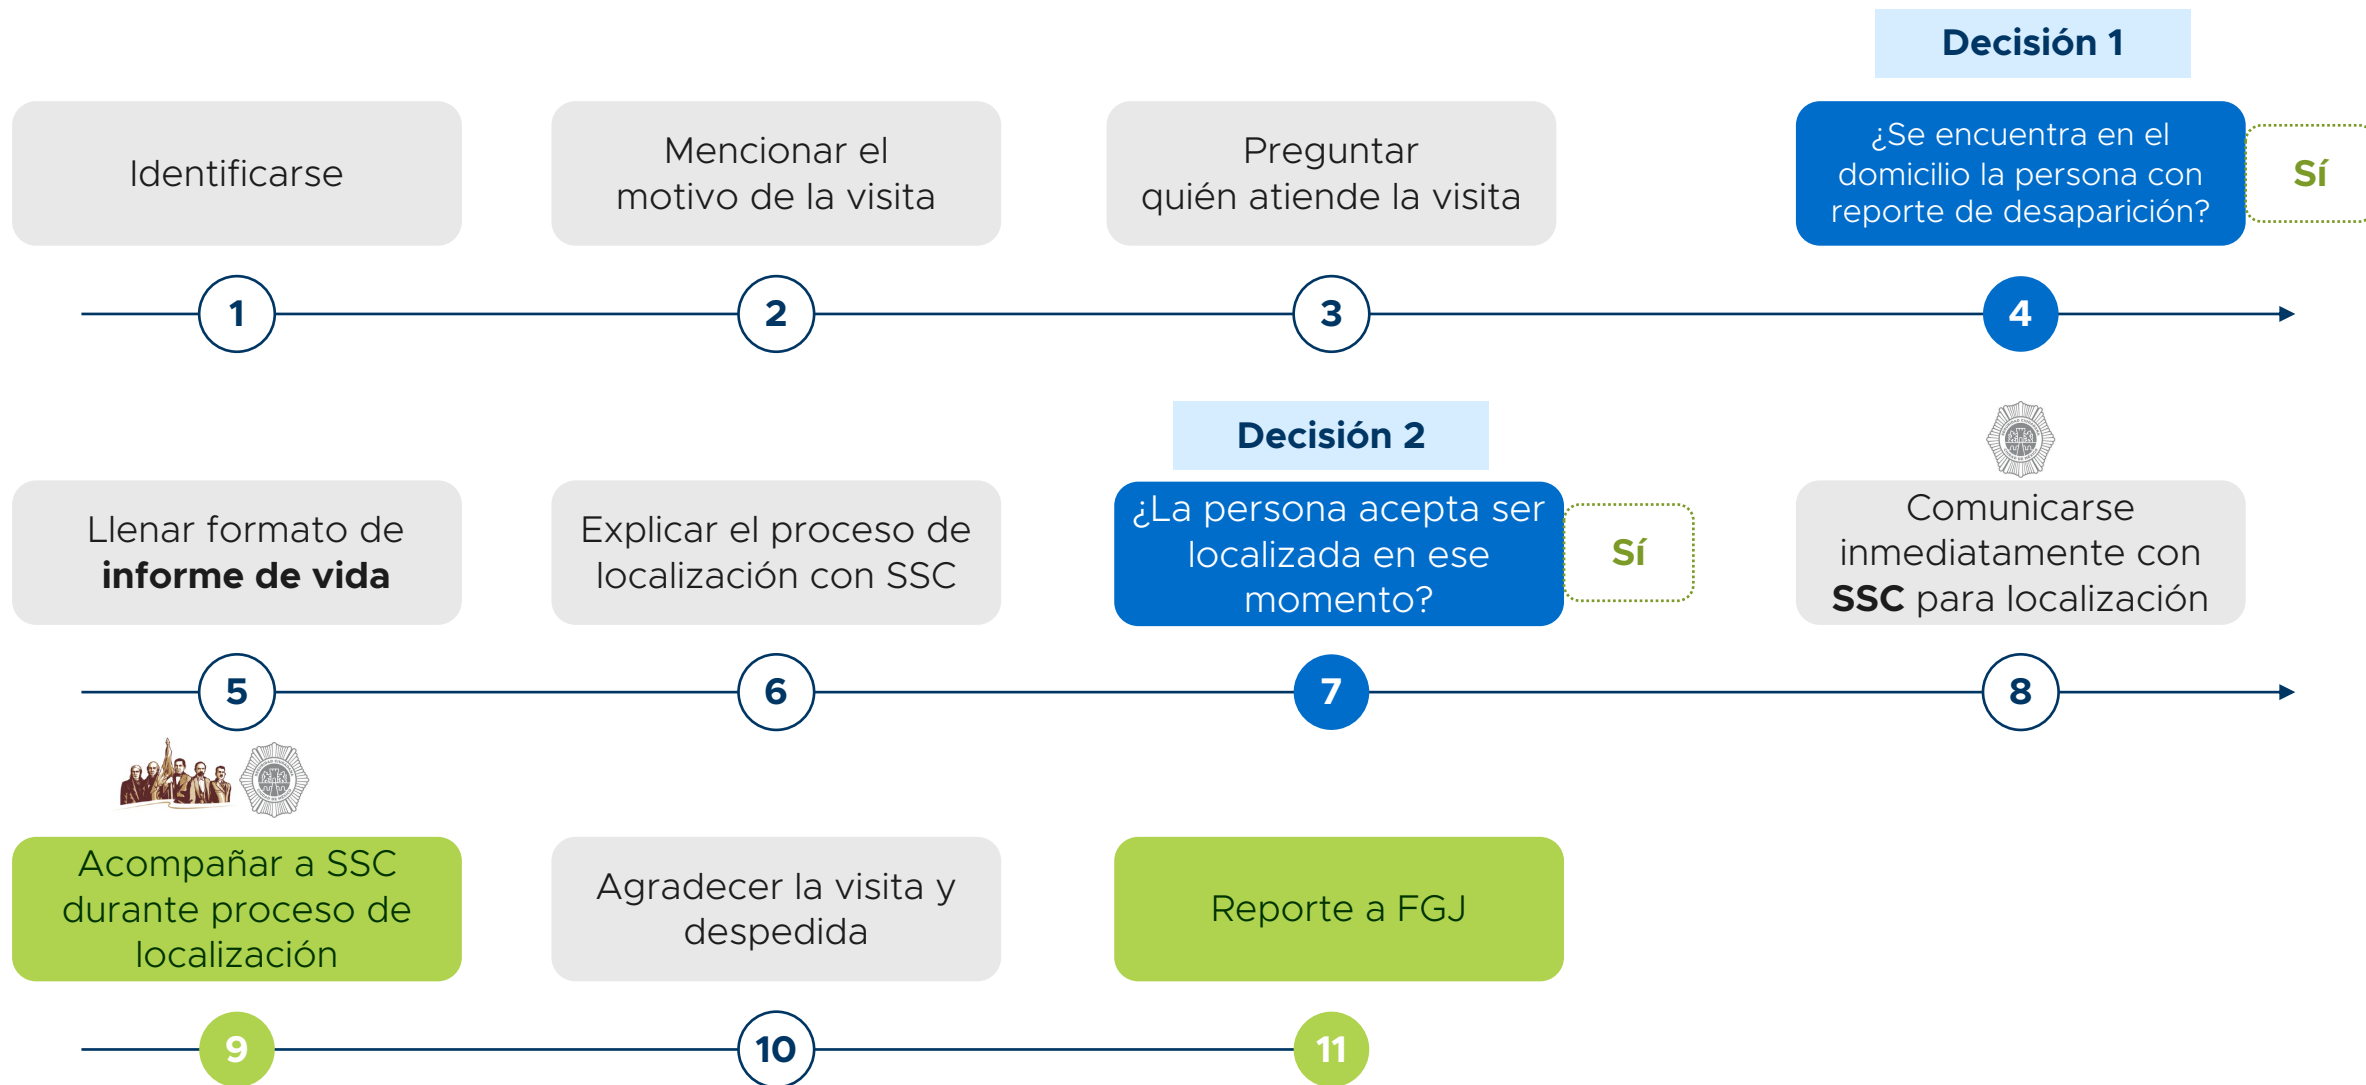 Decisión 1
Identificarse
Mencionar el
motivo de la visita
Preguntar
quién atiende la visita
¿Se encuentra en el
domicilio la persona con
reporte de desaparición?
Sí
1
2
3
4
Decisión 2
Llenar formato de
informe de vida
Explicar el proceso de
localización con SSC
¿La persona acepta ser
localizada en ese
momento?
Sí
Comunicarse
inmediatamente con
SSC para localización
5
6
7
8
Acompañar a SSC
durante proceso de
localización
Agradecer la visita y
despedida
Reporte a FGJ
9
10
11